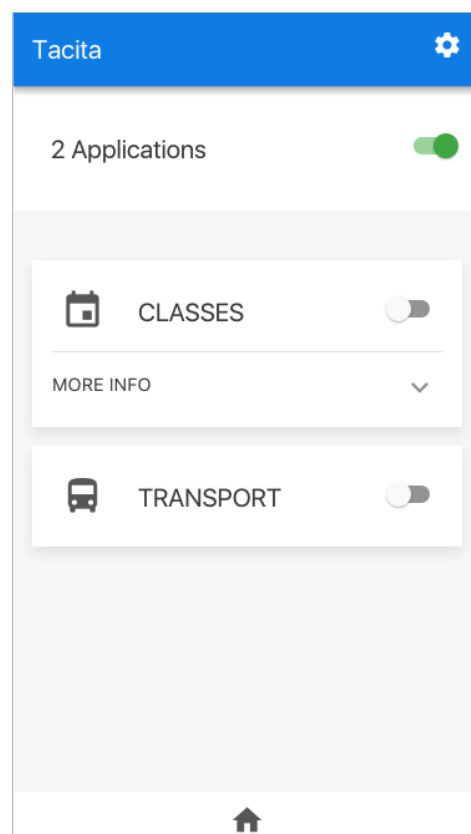 Tacita
2 Applications
CLASSES
MORE INFO
TRANSPORT